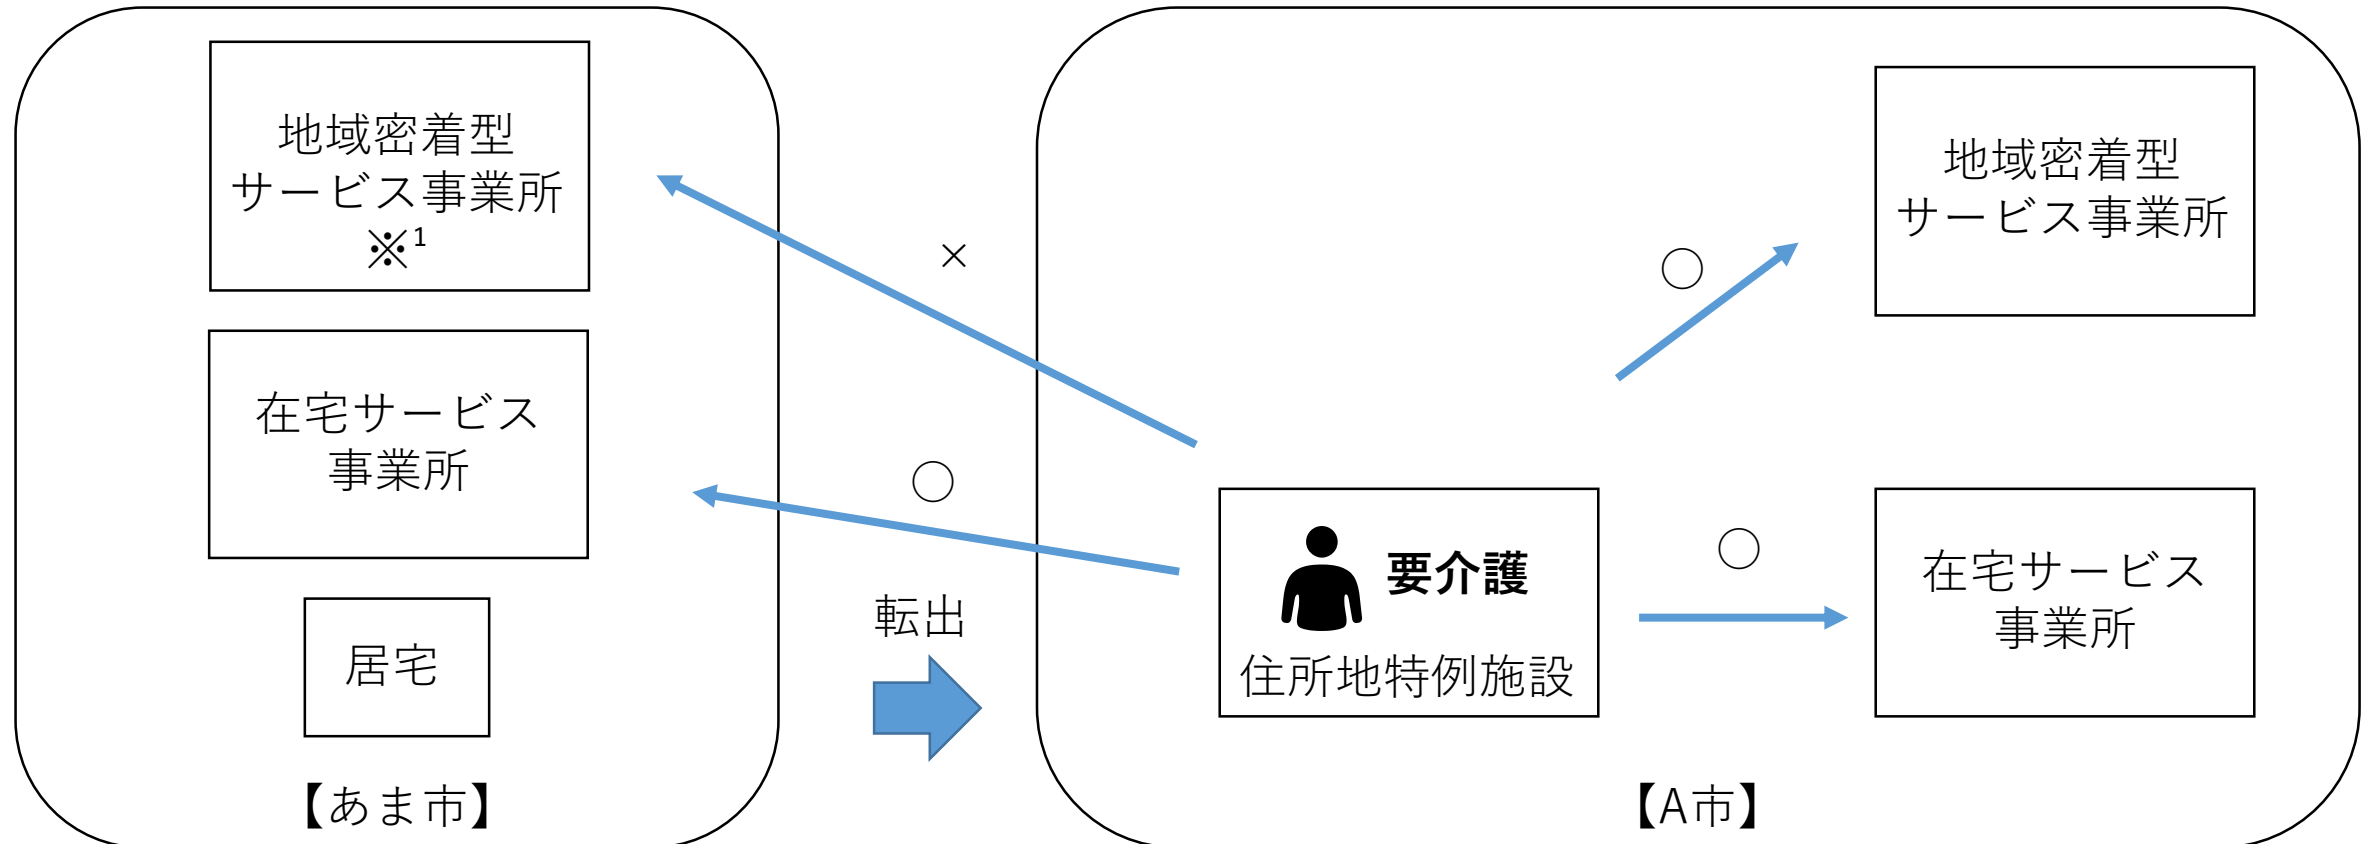 地域密着型
サービス事業所
※1
在宅サービス
事業所
居宅
【あま市】
×
○
転出
地域密着型
サービス事業所
○
○
要介護
住所地特例施設
在宅サービス
事業所
【A市】